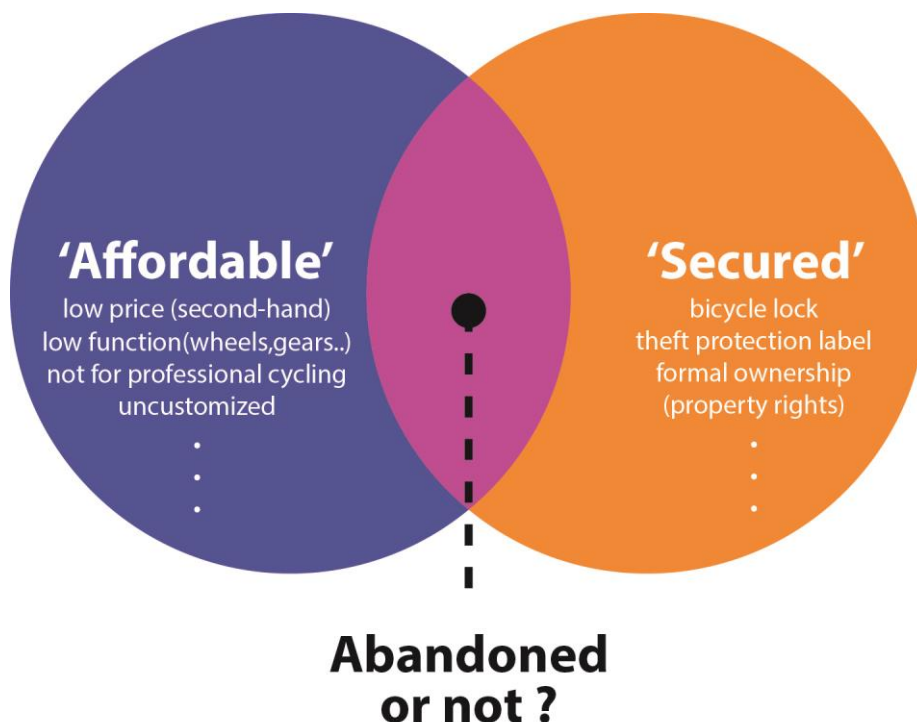 ‘Affordable’
low price (second-hand)
low function(wheels,gears..)
not for professional cycling
uncustomized
.
.
.
‘Secured’
bicycle lock
theft protection label
formal ownership
(property rights)
.
.
.
Abandoned
or not ?